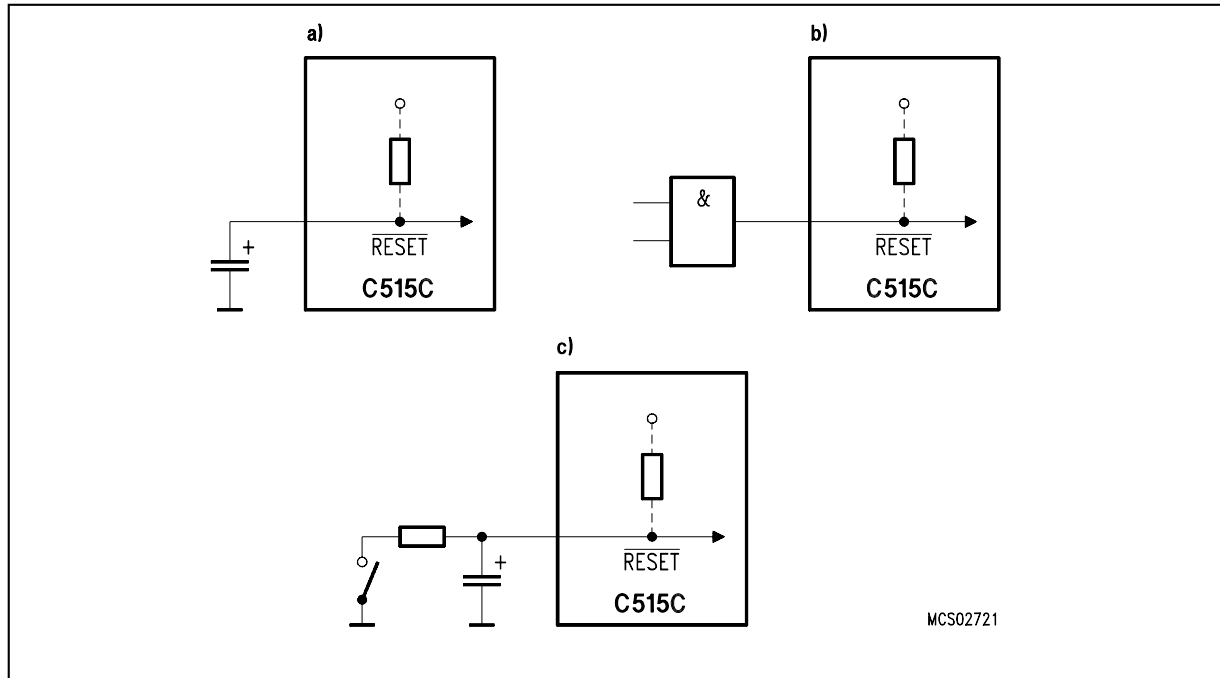 a)
+
RESET
C515C
b)
&
RESET
C515C
c)
+
RESET
C515C
MCS02721